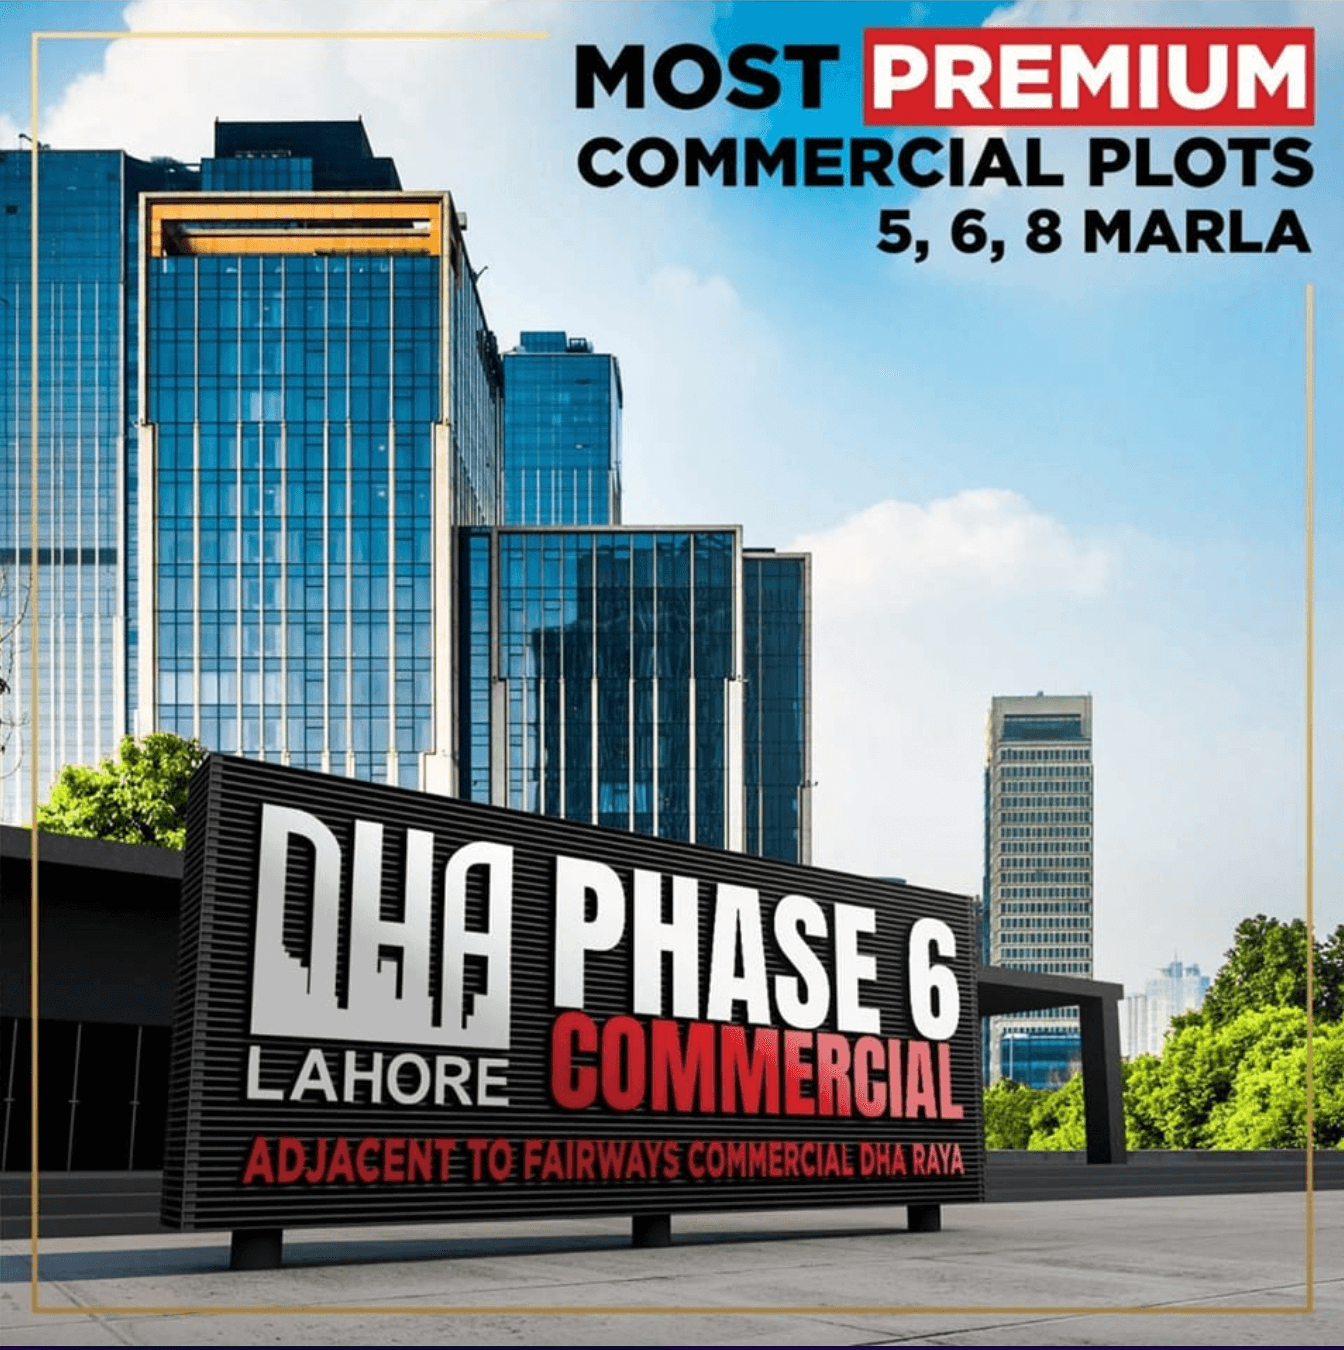 MOST PREMIUM
COMMERCIAL PLOTS
5, 6, 8 MARLA
DHA
LAHORE
PHASE 6
COMMERCIAL
ADJACENT TO FAIRWAYS COMMERCIAL DHA RAYA